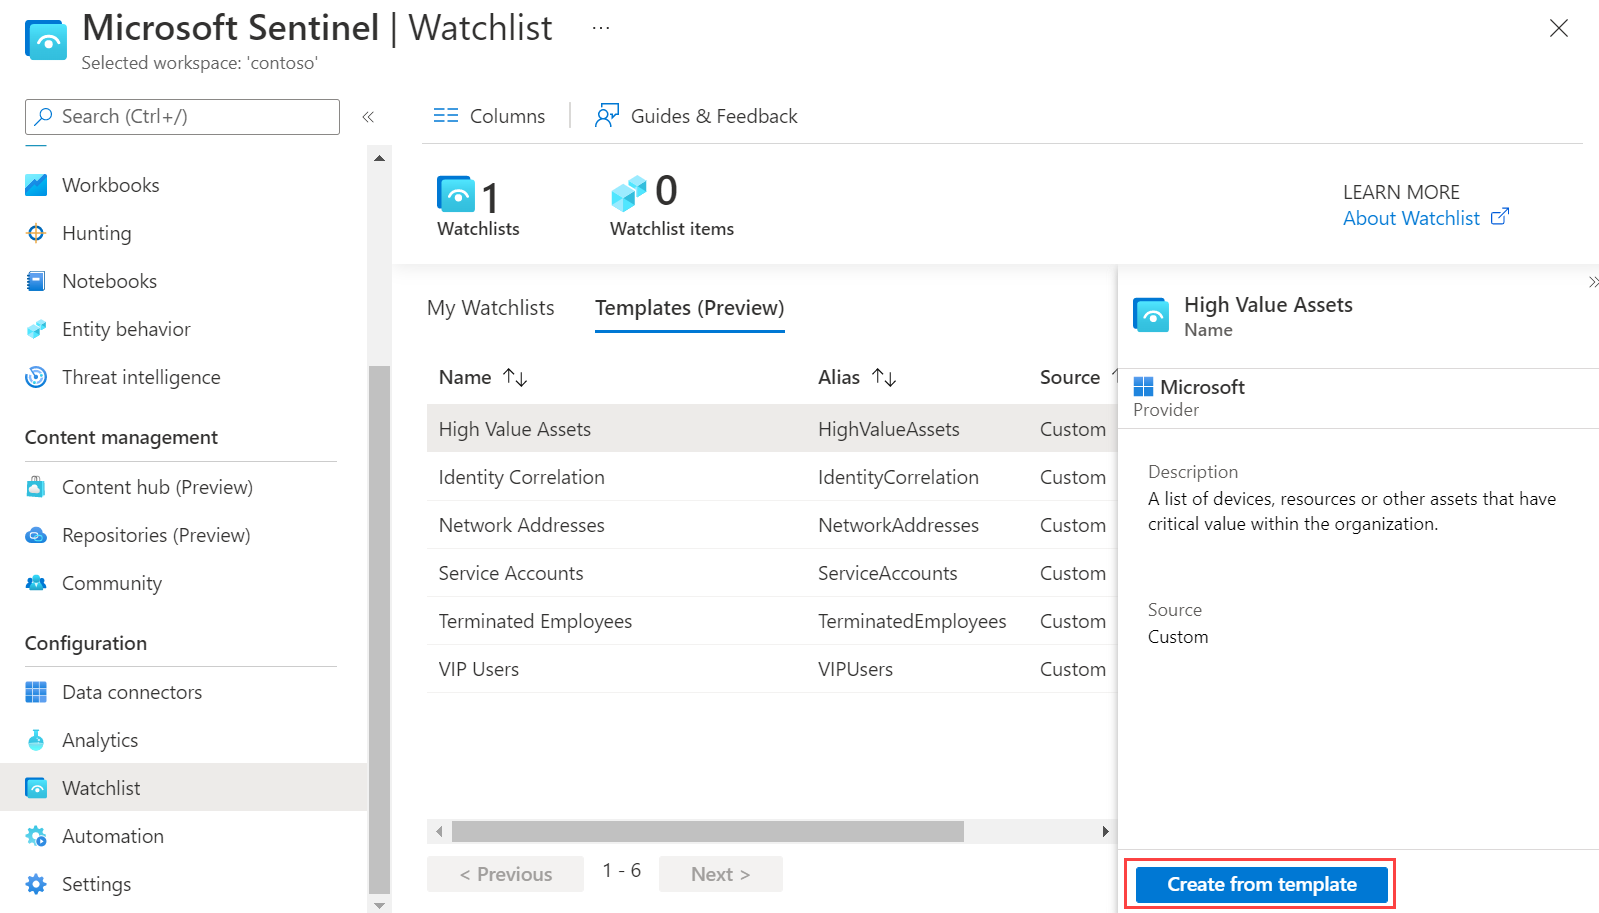 Microsoft Sentinel | Watchlist ...
Selected workspace: 'contoso'
Search (Ctrl+/)
«
Workbooks
Hunting
Notebooks
Entity behavior
Threat intelligence
Content management
Content hub (Preview)
Repositories (Preview)
Community
Configuration
Data connectors
Analytics
Watchlist
Automation
Settings
Columns
Guides & Feedback
1
Watchlists
0
Watchlist items
LEARN MORE
About Watchlist
My Watchlists
Templates (Preview)
Name ↑↓ Alias ↑↓ Source ↑
High Value Assets HighValueAssets Custom
Identity Correlation IdentityCorrelation Custom
Network Addresses NetworkAddresses Custom
Service Accounts ServiceAccounts Custom
Terminated Employees TerminatedEmployees Custom
VIP Users VIPUsers Custom
< Previous 1 - 6 Next >
»
High Value Assets
Name
Microsoft
Provider
Description
A list of devices, resources or other assets that have
critical value within the organization.
Source
Custom
Create from template